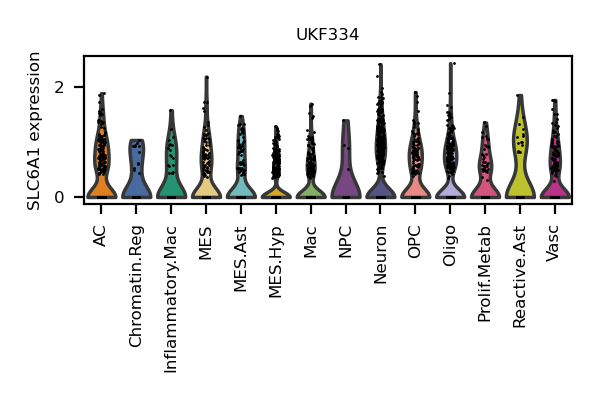 UKF334
SLC6A1 expression
2
0
AC
Chromatin.Reg
Inflammatory.Mac
MES
MES.Ast
MES.Hyp
Mac
NPC
Neuron
OPC
Oligo
Prolif.Metab
Reactive.Ast
Vasc